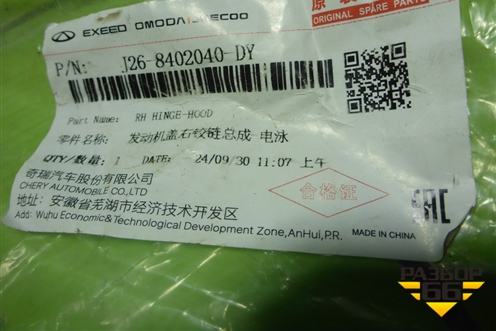 EXEED OMODA JAECOO
ORIGINAL SPARE PARTS
P/N: J26-8402040-DY
Part Name: RH HINGE-HOOD
零件名称: 发动机盖右铰链总成-电泳
QTY/数量: 1 DATE: 24/09/30 11:07 上午
奇瑞汽车股份有限公司
CHERY AUTOMOBILE CO.,LTD.
地址: 安徽省芜湖市经济技术开发区
Add: Wuhu Economic&Technological Development Zone,AnHui,P.R.
合格证
EAC
MADE IN CHINA
РАЗБОР
66